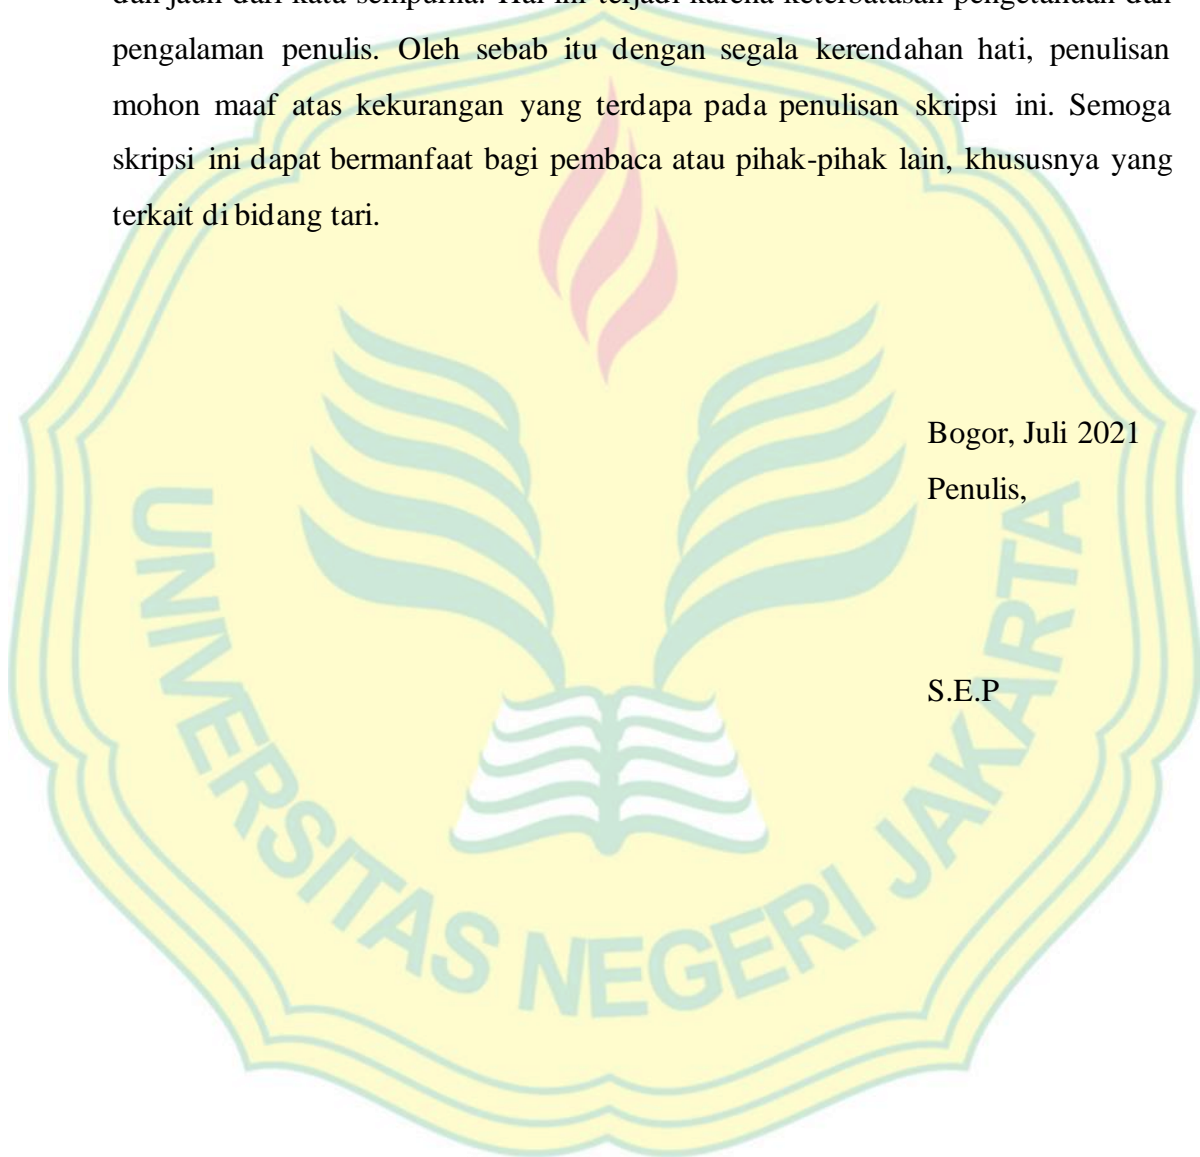 dan jauh dari kata sempurna. Hal ini terjadi karena keterbatasan pengetahuan dan
pengalaman penulis. Oleh sebab itu dengan segala kerendahan hati, penulisan
mohon maaf atas kekurangan yang terdapa pada penulisan skripsi ini. Semoga
skripsi ini dapat bermanfaat bagi pembaca atau pihak-pihak lain, khususnya yang
terkait di bidang tari.
Bogor, Juli 2021
Penulis,
S.E.P
UNIVERSITAS NEGERI JAKARTA